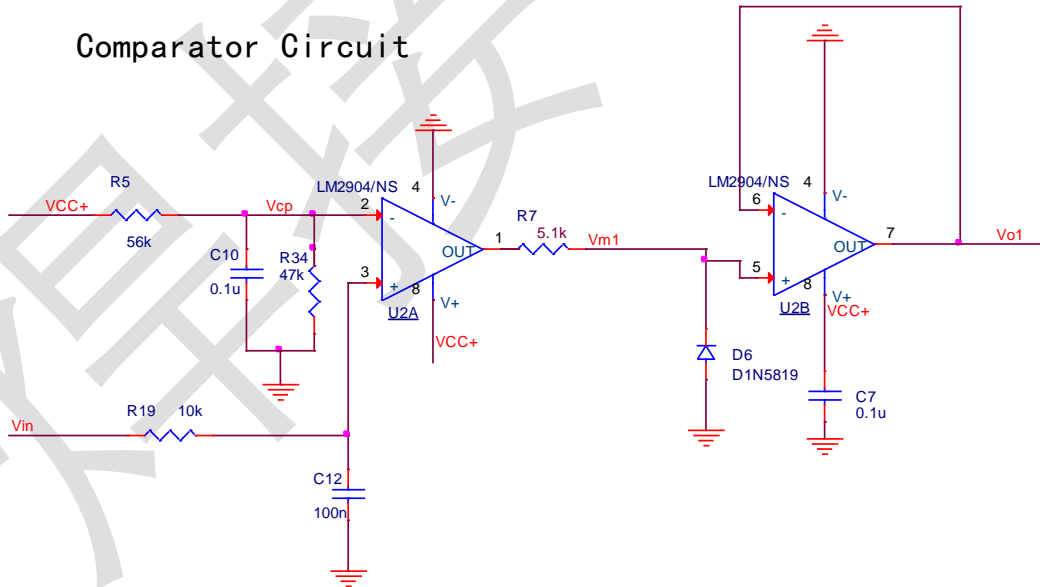 Comparator Circuit
R5
VCC+
56k
Vcp
C10
0.1u
R34
47k
LM2904/NS
4
V-
2
-
3
+
8
OUT
1
V+
U2A
VCC+
R7
5.1k
Vm1
LM2904/NS
4
V-
6
-
5
+
8
OUT
7
V+
U2B
VCC+
Vo1
D6
D1N5819
C7
0.1u
Vin
R19
10k
C12
100n